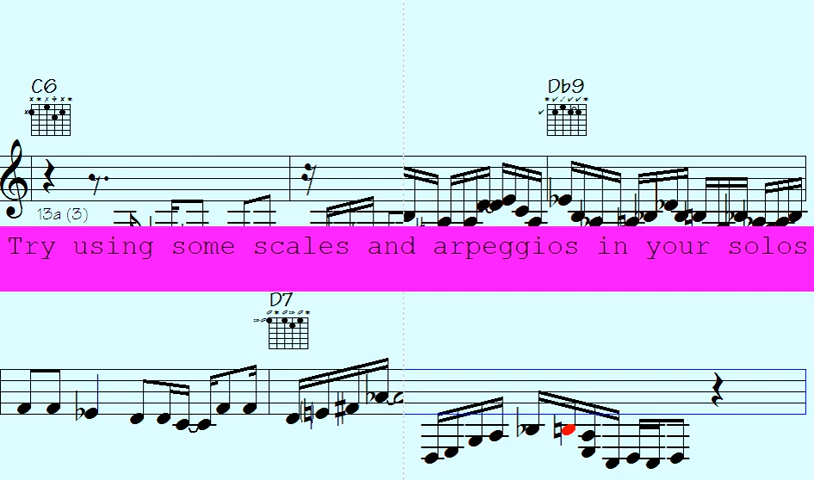 C6
Db9
13a (3)
Try using some scales and arpeggios in your solos
D7